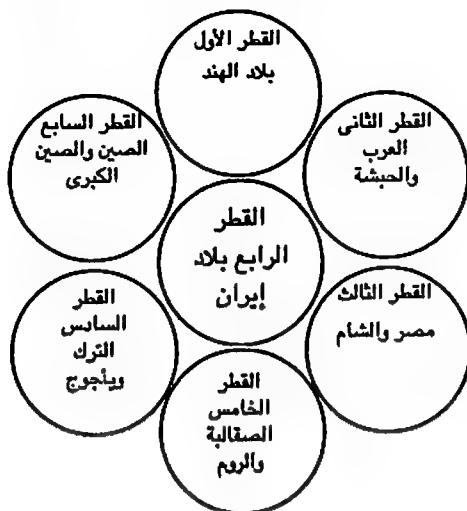 القطر الأول
بلاد الهند
القطر الثانى
العرب
والحبشة
القطر الثالث
مصر والشام
القطر
الرابع بلاد
إيران
القطر
الخامس
الصقالبة
والروم
القطر
السادس
الترك
ويأجوج
القطر السابع
الصين والصين
الكبرى